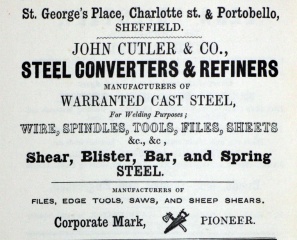 St. George's Place, Charlotte st. & Portobello,
SHEFFIELD.
JOHN CUTLER & CO.,
STEEL CONVERTERS & REFINERS
MANUFACTURERS OF
WARRANTED CAST STEEL,
For Welding Purposes;
WIRE, SPINDLES, TOOLS, FILES, SHEETS
&c., &c,
Shear, Blister, Bar, and Spring
STEEL.
MANUFACTURERS OF
FILES, EDGE TOOLS, SAWS, AND SHEEP SHEARS,
Corporate Mark, PIONEER.